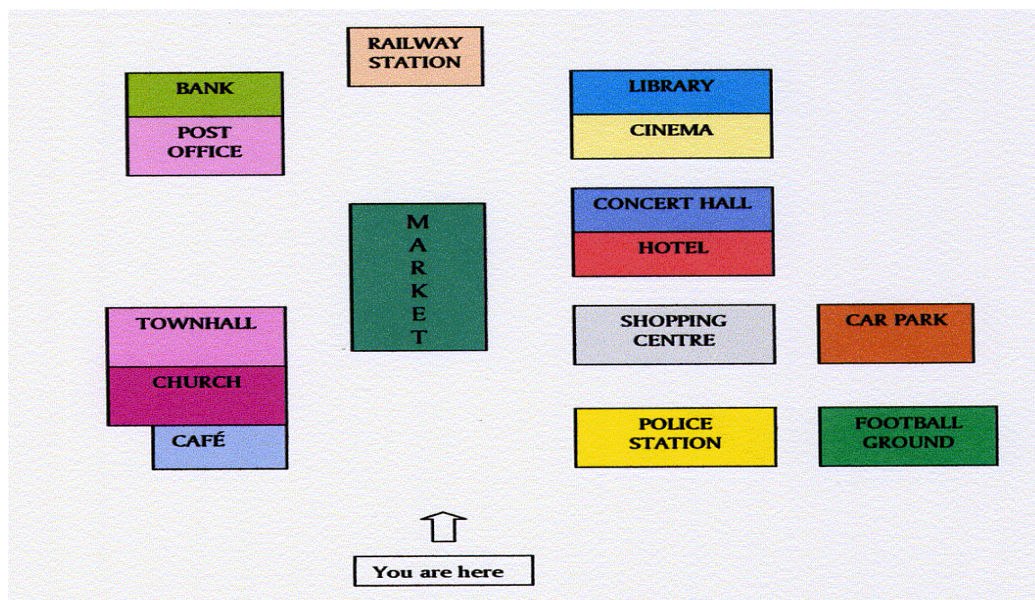 RAILWAY
STATION
BANK
LIBRARY
POST
OFFICE
CINEMA
CONCERT HALL
M
A
R
K
E
T
HOTEL
TOWNHALL
SHOPPING
CENTRE
CAR PARK
CHURCH
CAFÉ
POLICE
STATION
FOOTBALL
GROUND
You are here